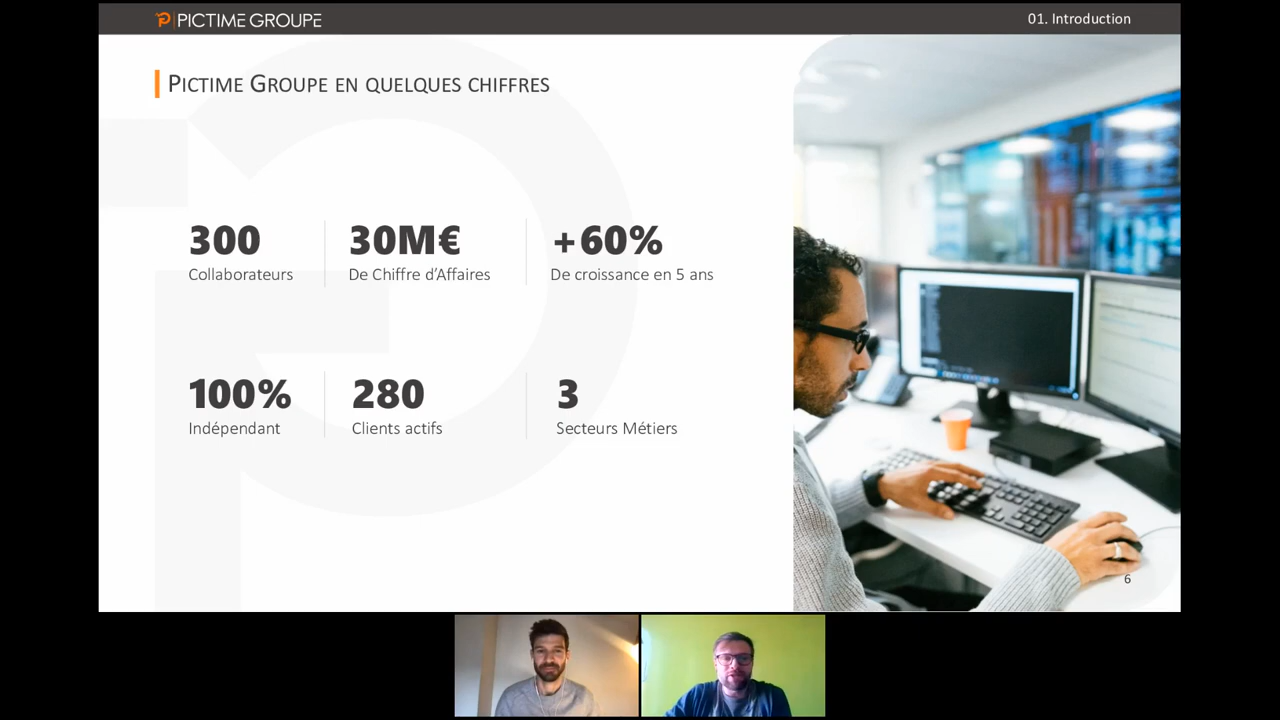 PICTIME GROUPE
01. Introduction
PICTIME GROUPE EN QUELQUES CHIFFRES
300
Collaborateurs
30M€
De Chiffre d’Affaires
+60%
De croissance en 5 ans
100%
Indépendant
280
Clients actifs
3
Secteurs Métiers
6